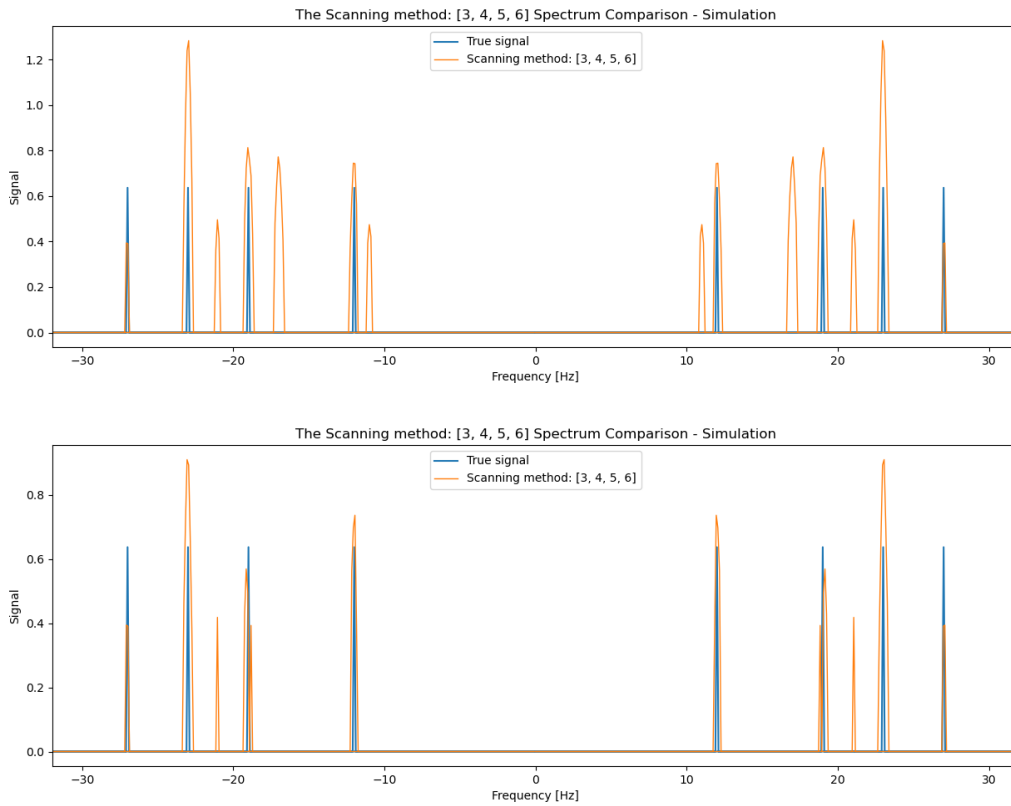 The Scanning method: [3, 4, 5, 6] Spectrum Comparison - Simulation
True signal
Scanning method: [3, 4, 5, 6]
Signal
1.2
1.0
0.8
0.6
0.4
0.2
0.0
−30 −20 −10 0 10 20 30
Frequency [Hz]
The Scanning method: [3, 4, 5, 6] Spectrum Comparison - Simulation
True signal
Scanning method: [3, 4, 5, 6]
Signal
0.8
0.6
0.4
0.2
0.0
−30 −20 −10 0 10 20 30
Frequency [Hz]